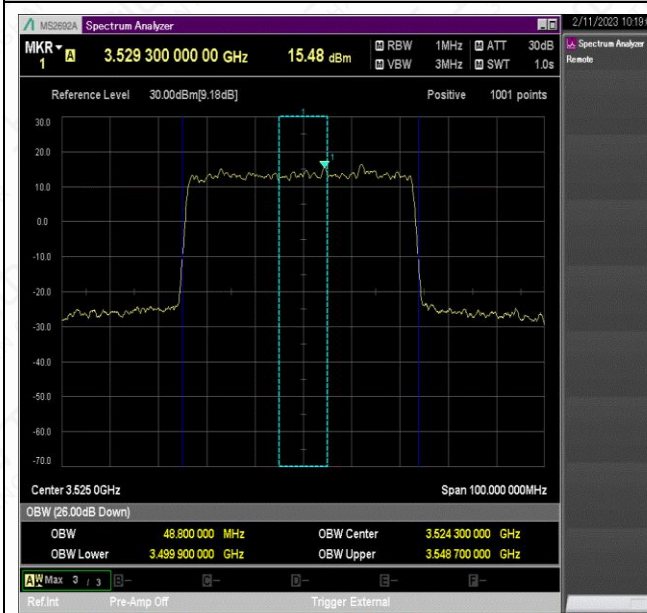 MS2692A Spectrum Analyzer 2/11/2023 10:19:
MKR 1 A 3.529 300 000 00 GHz 15.48 dBm M RBW 1MHz M ATT 30dB
M VBW 3MHz M SWT 1.0s
Spectrum Analyzer
Remote
Reference Level 30.00dBm[9.18dB] Positive 1001 points
1
30.0
20.0
1
10.0
0.0
-10.0
-20.0
-30.0
-40.0
-50.0
-60.0
-70.0
Center 3.525 0GHz Span 100.000 000MHz
OBW (26.00dB Down)
OBW 48.800 000 MHz OBW Center 3.524 300 000 GHz
OBW Lower 3.499 900 000 GHz OBW Upper 3.548 700 000 GHz
A W Max 3 / 3 B- C- D- E- F-
Ref.Int Pre-Amp Off Trigger External